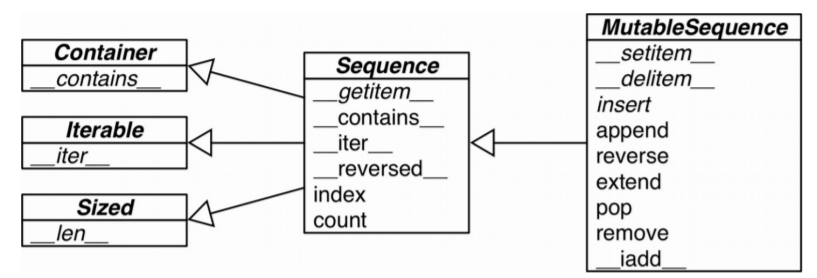 Container
__contains__
Iterable
__iter__
Sized
__len__
Sequence
__getitem__
__contains__
__iter__
__reversed__
index
count
MutableSequence
__setitem__
__delitem__
insert
append
reverse
extend
pop
remove
__iadd__